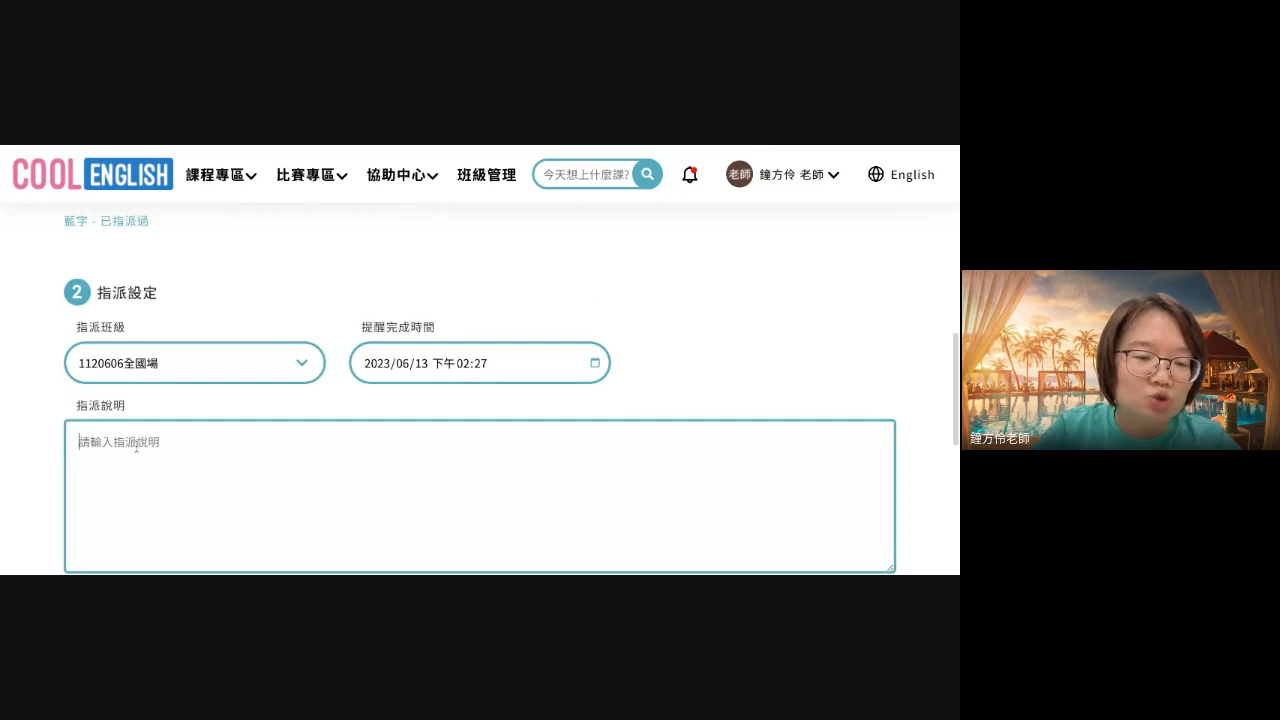 COOL ENGLISH 課程專區 比賽專區 協助中心 班級管理 今天想上什麼課? 老師 鐘方伶 老師 English
藍字 - 已指派過
2 指派設定
指派班級 提醒完成時間
1120606全國場 2023/06/13 下午02:27
指派說明
請輸入指派說明
鐘方伶老師